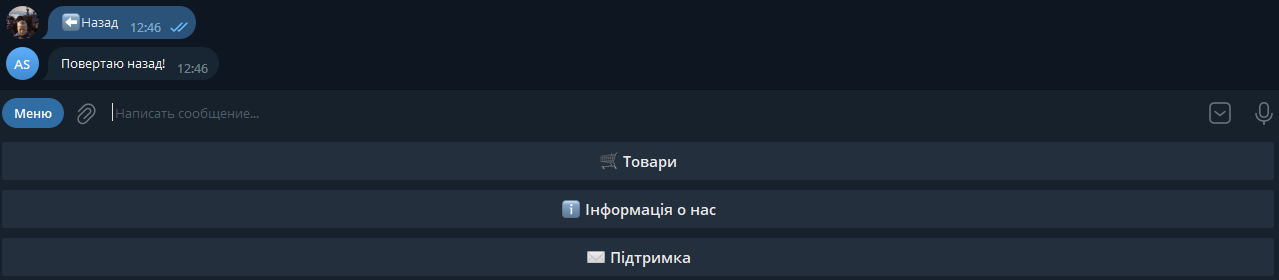 ⬅️Назад 12:46
AS
Повертаю назад! 12:46
Меню
Написать сообщение...
🛒 Товари
ℹ️ Інформація о нас
✉️ Підтримка